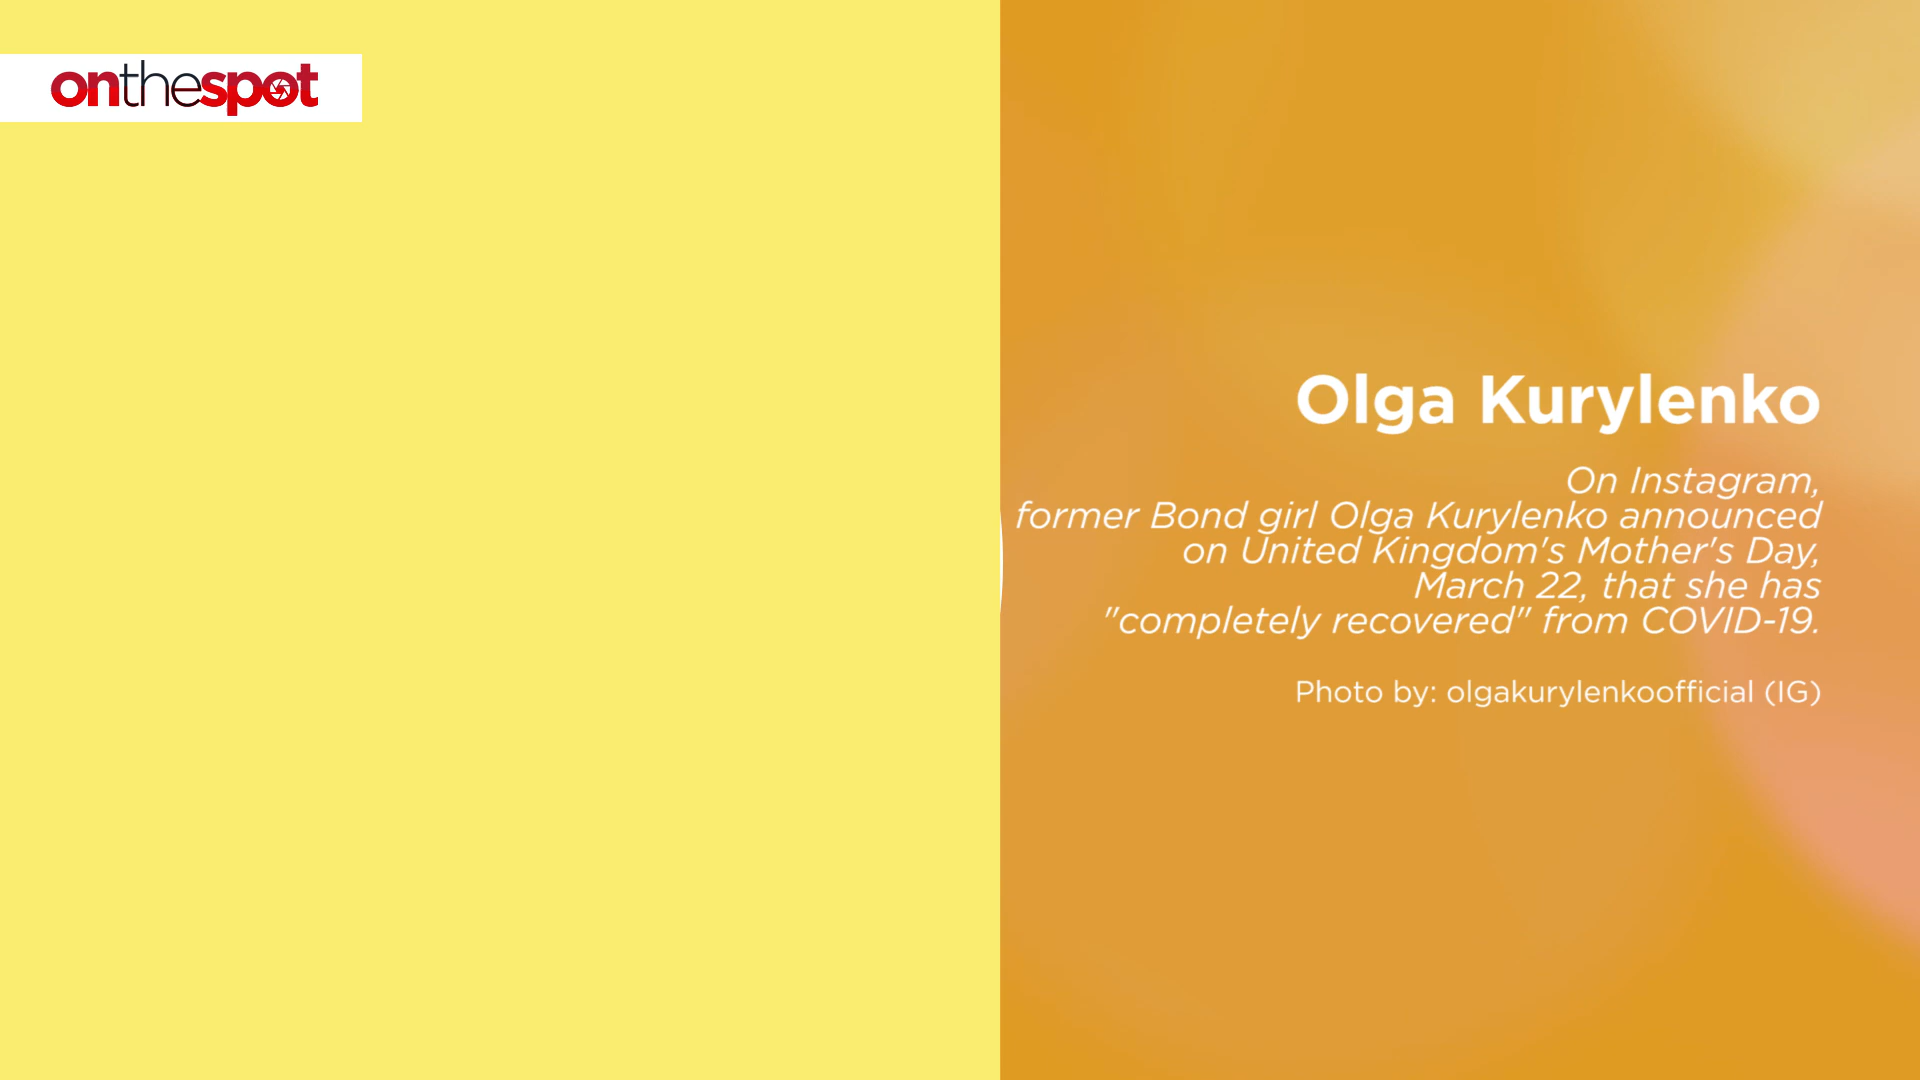 onthespot
Olga Kurylenko
On Instagram,
former Bond girl Olga Kurylenko announced
on United Kingdom's Mother's Day,
March 22, that she has
"completely recovered" from COVID-19.
Photo by: olgakurylenkoofficial (IG)